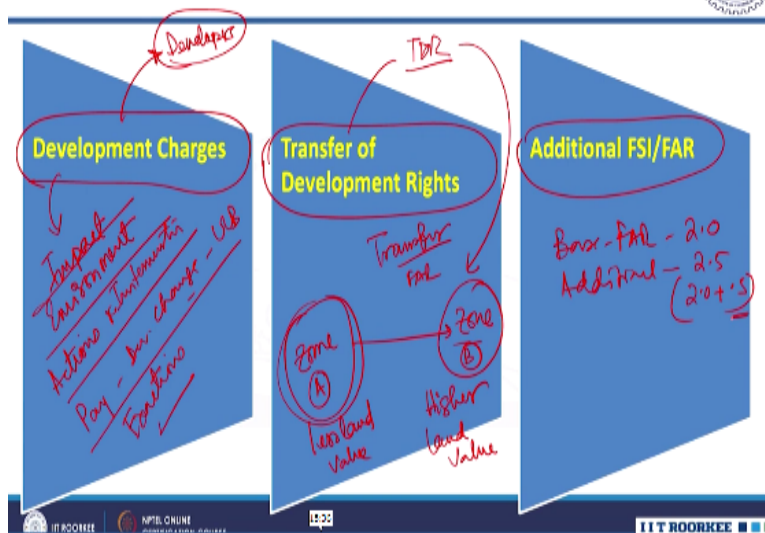 Developers
TDR
Development Charges
Transfer of
Development Rights
Additional FSI/FAR
Impact
Environment
Actions
Pay - Dev. charge - ULB
Functions
Transfer
FAR
Zone
A
Less land
value
Zone
B
Higher
Land
Value
Base-FAR - 2.0
Additional - 2.5
(2.0+.5)
IIT ROORKEE
NPTEL ONLINE
CERTIFICATION COURSE
15:00
IIT ROORKEE